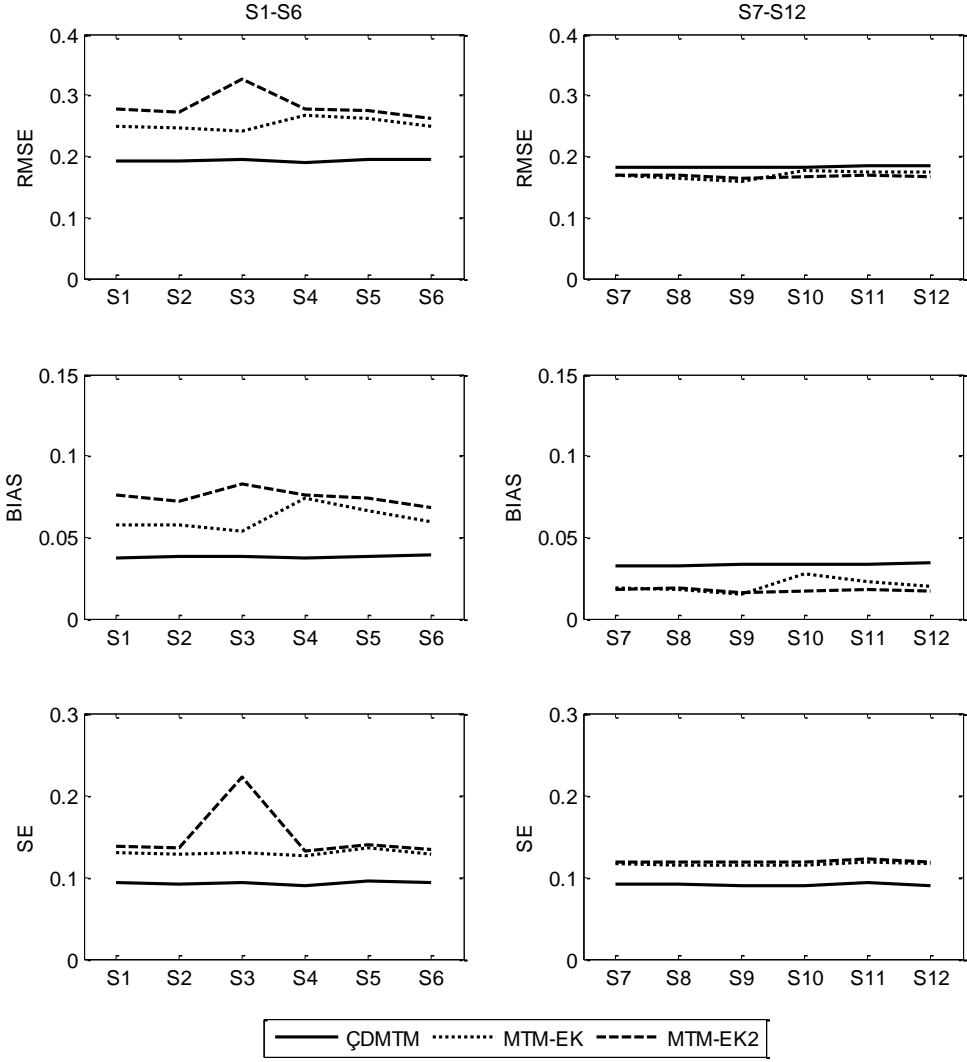 S1-S6
0.4
0.3
0.2
0.1
0
RMSE
S1 S2 S3 S4 S5 S6
S7-S12
0.4
0.3
0.2
0.1
0
RMSE
S7 S8 S9 S10 S11 S12
0.15
0.1
0.05
0
BIAS
S1 S2 S3 S4 S5 S6
0.15
0.1
0.05
0
BIAS
S7 S8 S9 S10 S11 S12
0.3
0.2
0.1
0
SE
S1 S2 S3 S4 S5 S6
0.3
0.2
0.1
0
SE
S7 S8 S9 S10 S11 S12
ÇDMTM MTM-EK MTM-EK2